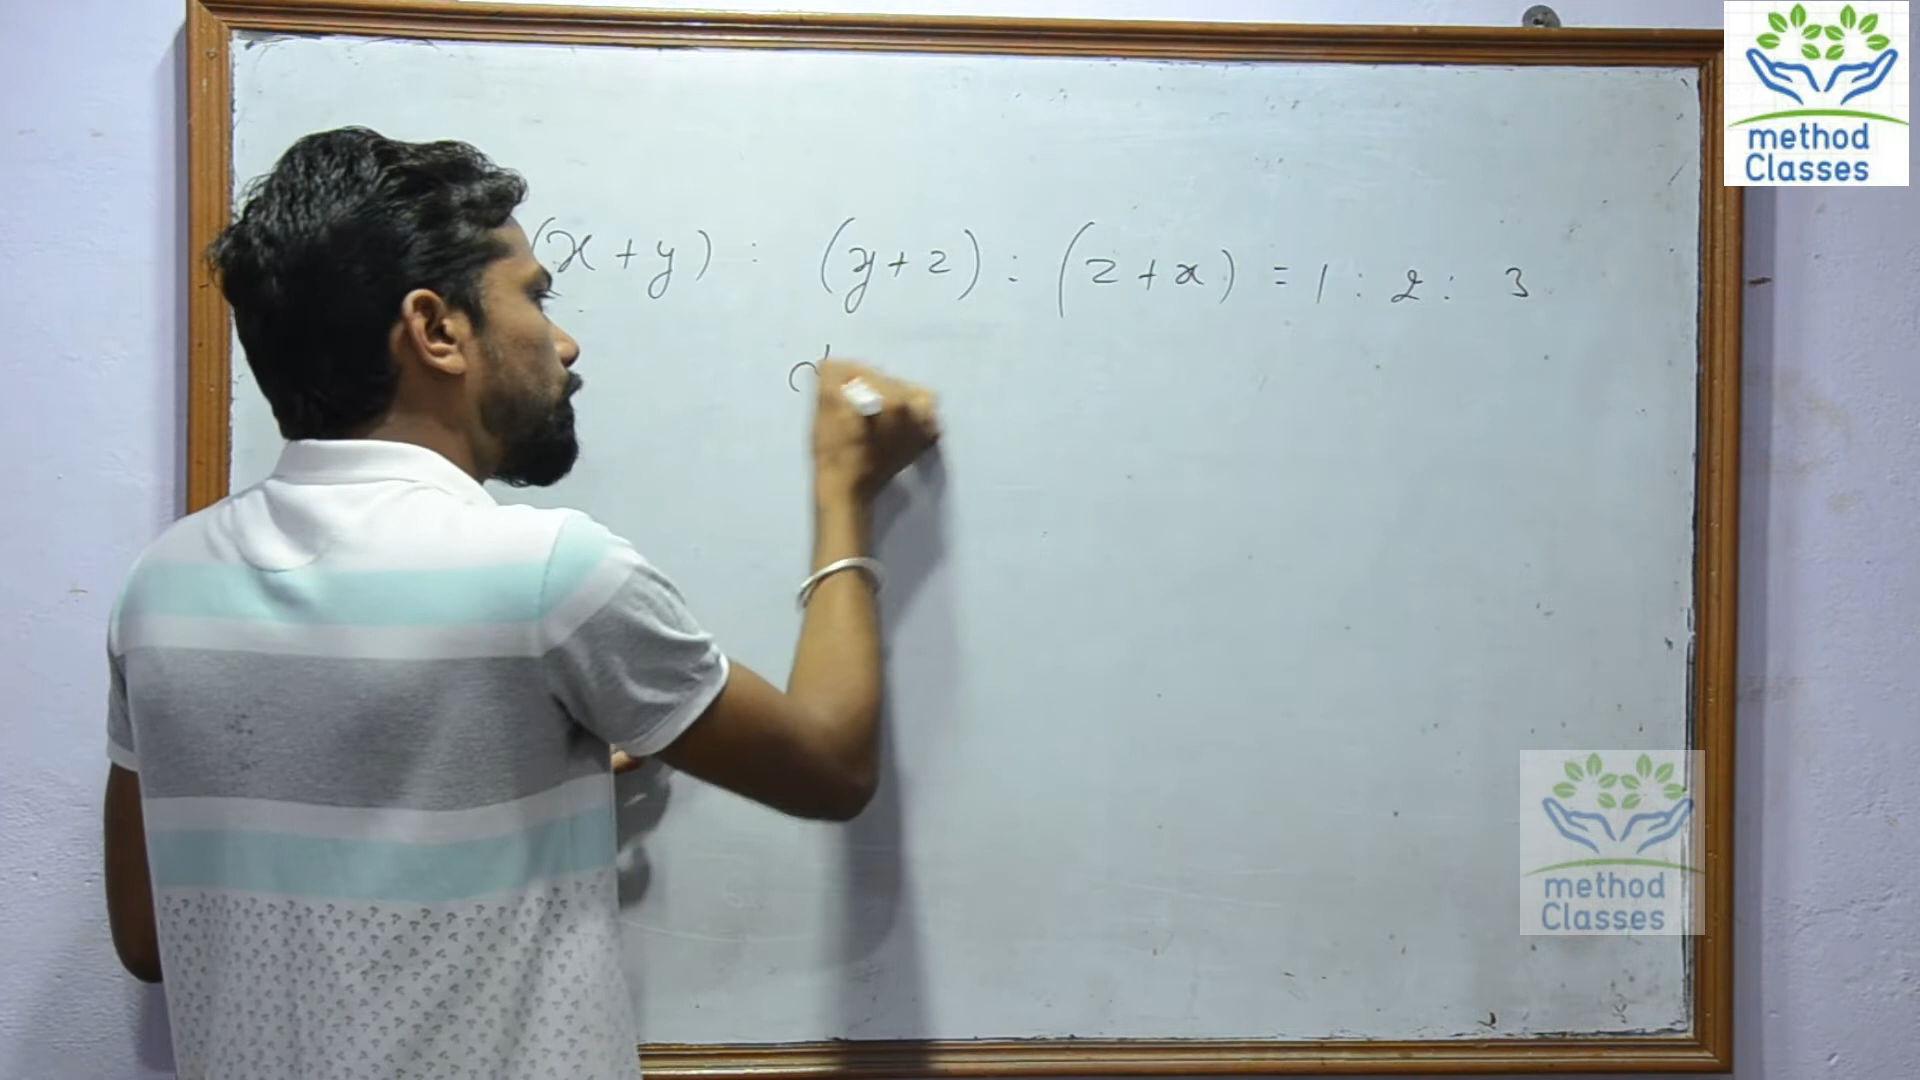 method
Classes
(x+y) : (y+z) : (z+x) = 1 : 2 : 3
method
Classes